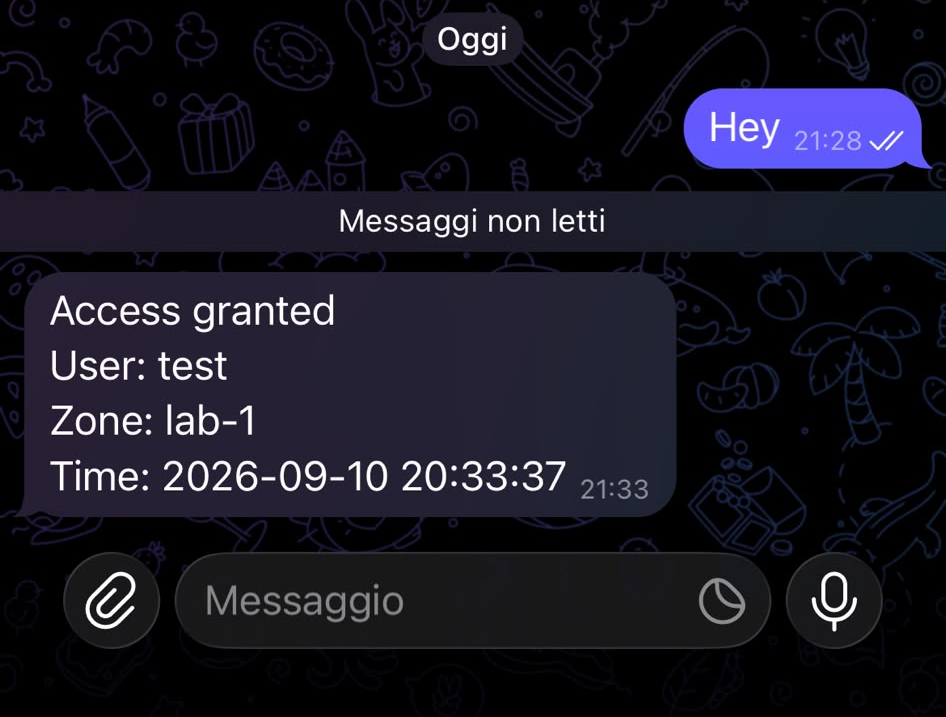 Oggi
Hey 21:28
Messaggi non letti
Access granted
User: test
Zone: lab-1
Time: 2026-09-10 20:33:37 21:33
Messaggio